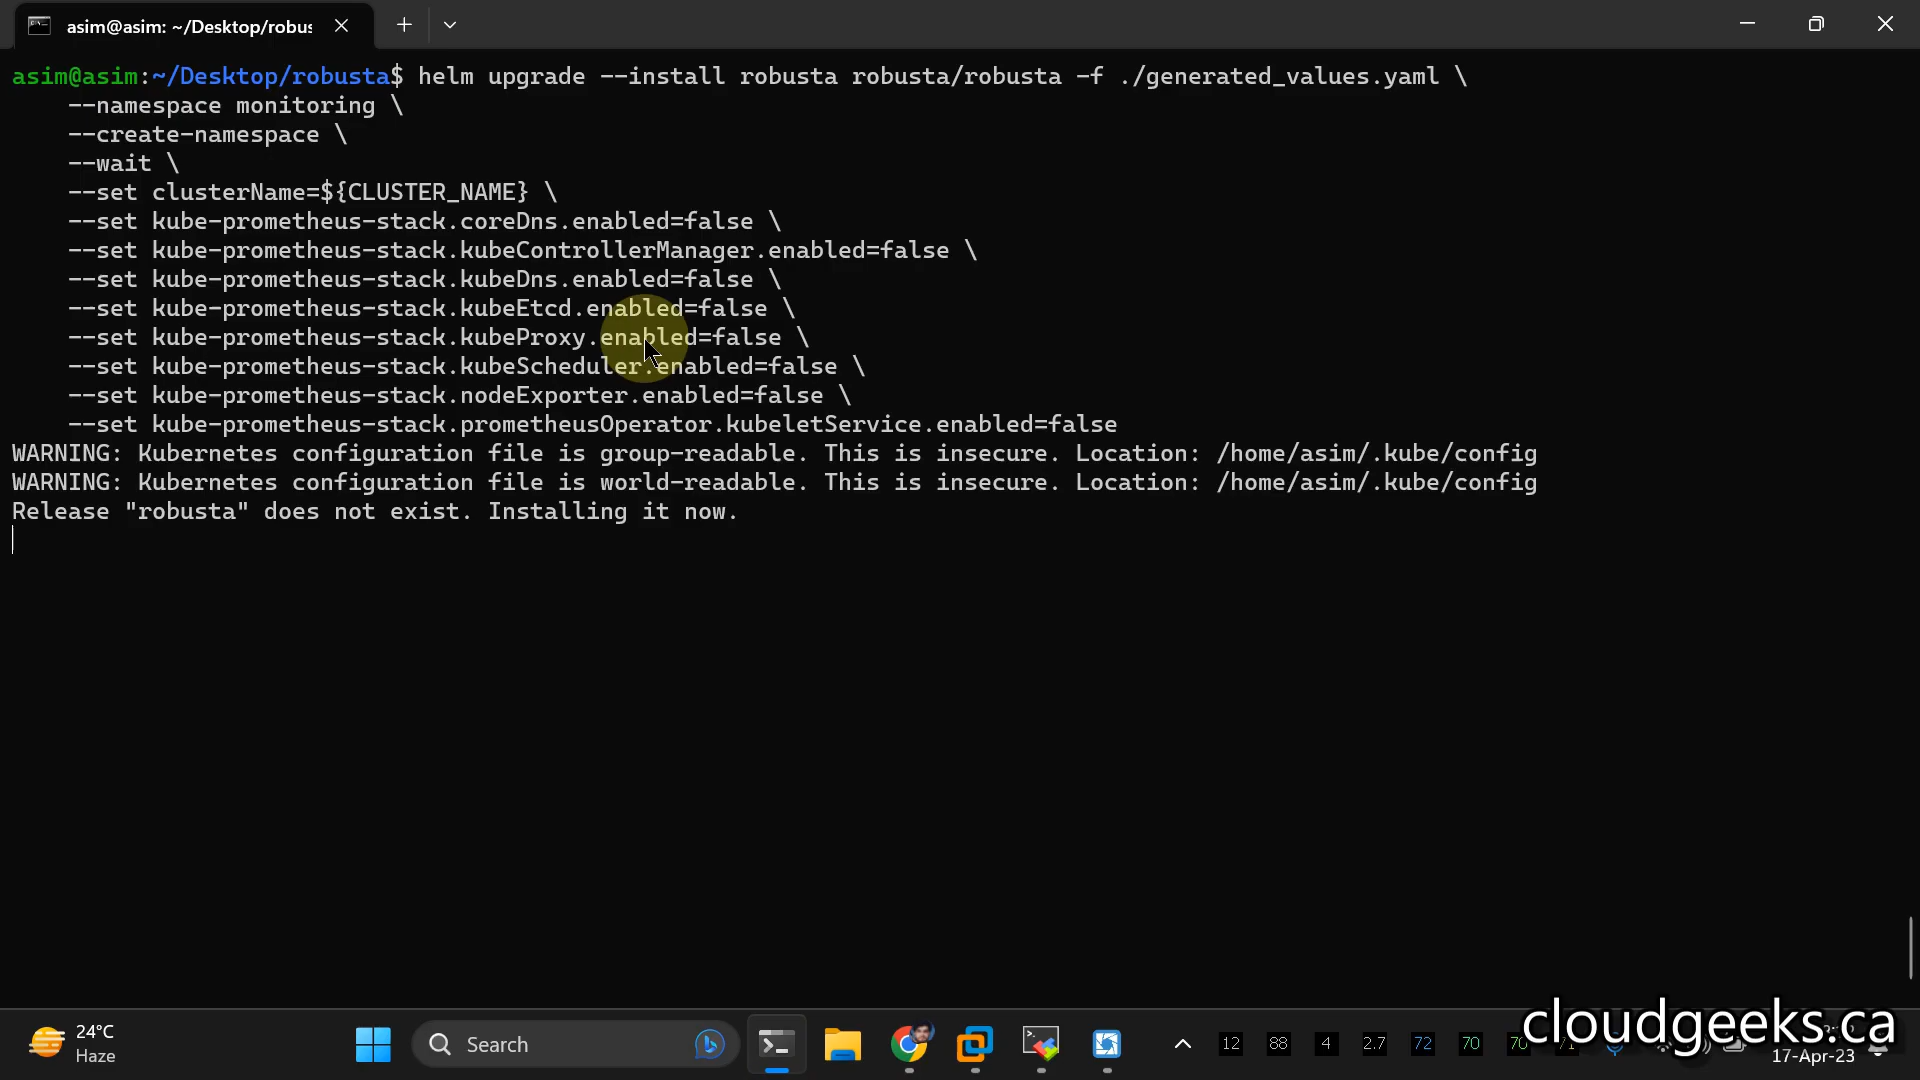 asim@asim: ~/Desktop/robus
asim@asim:~/Desktop/robusta$ helm upgrade --install robusta robusta/robusta -f ./generated_values.yaml \
--namespace monitoring \
--create-namespace \
--wait \
--set clusterName=${CLUSTER_NAME} \
--set kube-prometheus-stack.coreDns.enabled=false \
--set kube-prometheus-stack.kubeControllerManager.enabled=false \
--set kube-prometheus-stack.kubeDns.enabled=false \
--set kube-prometheus-stack.kubeEtcd.enabled=false \
--set kube-prometheus-stack.kubeProxy.enabled=false \
--set kube-prometheus-stack.kubeScheduler.enabled=false \
--set kube-prometheus-stack.nodeExporter.enabled=false \
--set kube-prometheus-stack.prometheusOperator.kubeletService.enabled=false
WARNING: Kubernetes configuration file is group-readable. This is insecure. Location: /home/asim/.kube/config
WARNING: Kubernetes configuration file is world-readable. This is insecure. Location: /home/asim/.kube/config
Release "robusta" does not exist. Installing it now.
24°C
Haze
Search
12 88 4 2.7 72 70 70
cloudgeeks.ca
17-Apr-23